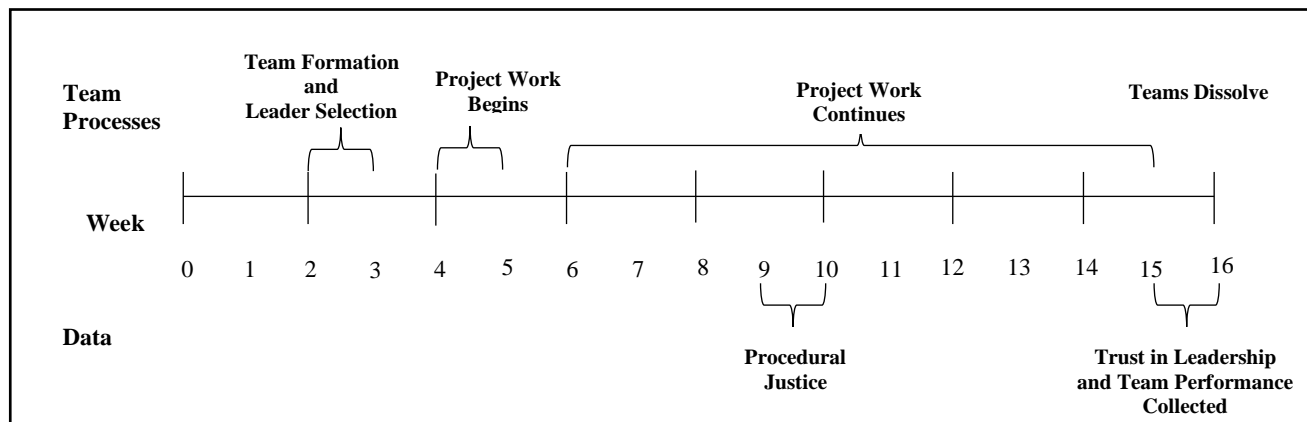 Team Formation
and
Leader Selection
Project Work
Begins
Project Work
Continues
Teams Dissolve
Team
Processes
Week
0 1 2 3 4 5 6 7 8 9 10 11 12 13 14 15 16
Data
Procedural
Justice
Trust in Leadership
and Team Performance
Collected